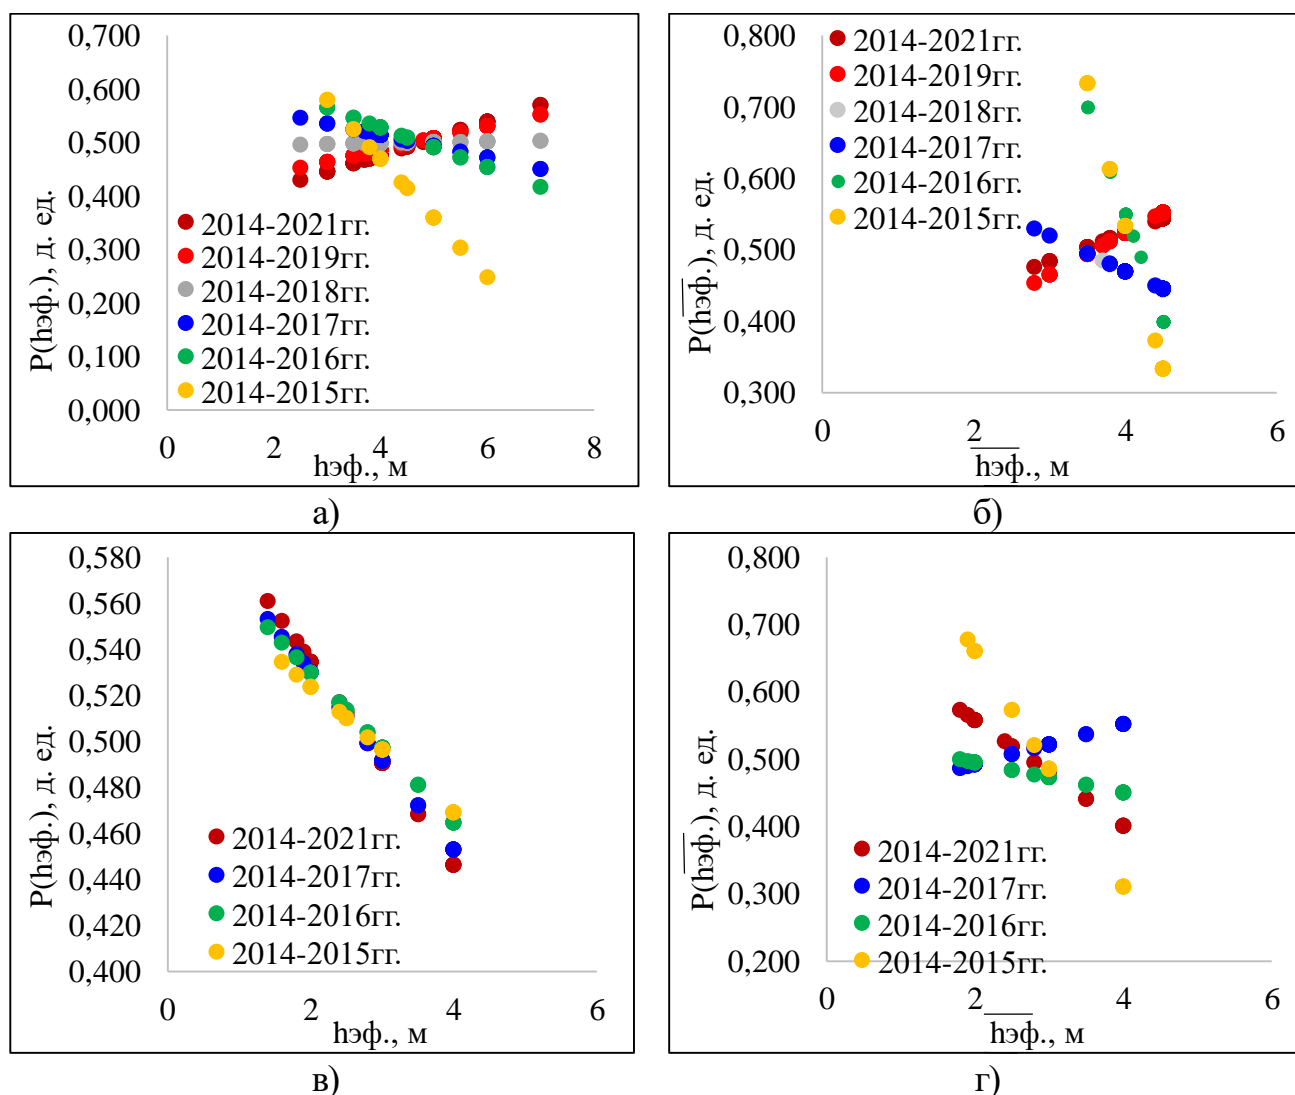 0,700
0,600
0,500
0,400
0,300
0,200
0,100
0,000
P(hэф.), д. ед.
2014-2021гг.
2014-2019гг.
2014-2018гг.
2014-2017гг.
2014-2016гг.
2014-2015гг.
0 2 4 6 8
hэф., м
а)
0,800
0,700
0,600
0,500
0,400
0,300
P(hэф.), д. ед.
2014-2021гг.
2014-2019гг.
2014-2018гг.
2014-2017гг.
2014-2016гг.
2014-2015гг.
0 2 4 6
hэф., м
б)
0,580
0,560
0,540
0,520
0,500
0,480
0,460
0,440
0,420
0,400
P(hэф.), д. ед.
2014-2021гг.
2014-2017гг.
2014-2016гг.
2014-2015гг.
0 2 4 6
hэф., м
в)
0,800
0,700
0,600
0,500
0,400
0,300
0,200
P(hэф.), д. ед.
2014-2021гг.
2014-2017гг.
2014-2016гг.
2014-2015гг.
0 2 4 6
hэф., м
г)